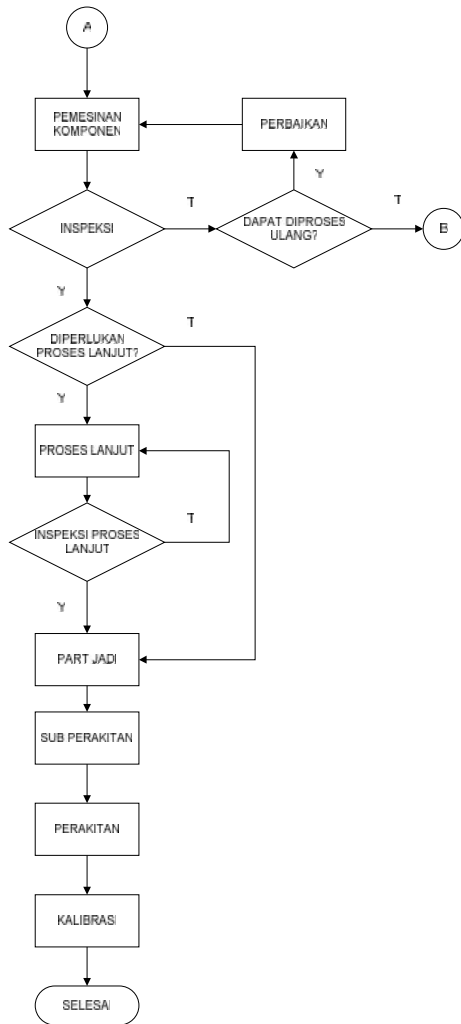 A
PEMESINAN
KOMPONEN
PERBAIKAN
Y
INSPEKSI
T
DAPAT DIPROSES
ULANG?
T
B
Y
T
DIPERLUKAN
PROSES LANJUT?
Y
PROSES LANJUT
INSPEKSI PROSES
LANJUT
T
Y
PART JADI
SUB PERAKITAN
PERAKITAN
KALIBRASI
SELESAI